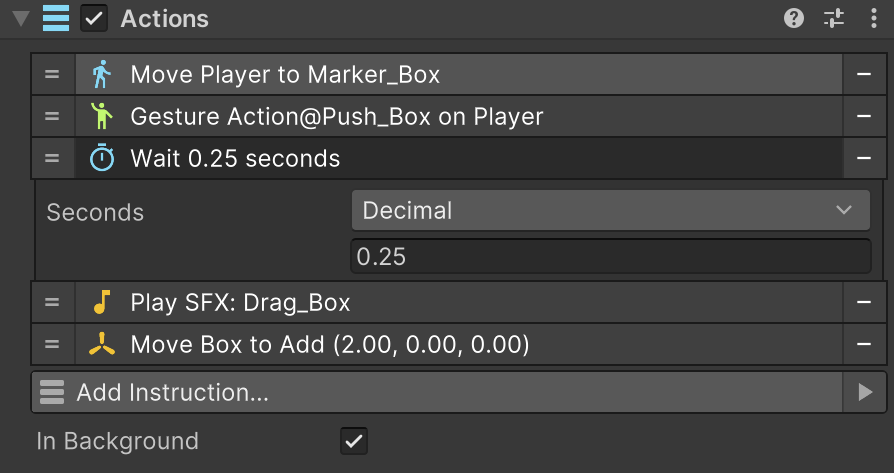 Actions
Move Player to Marker_Box
Gesture Action@Push_Box on Player
Wait 0.25 seconds
Seconds Decimal
0.25
Play SFX: Drag_Box
Move Box to Add (2.00, 0.00, 0.00)
Add Instruction...
In Background